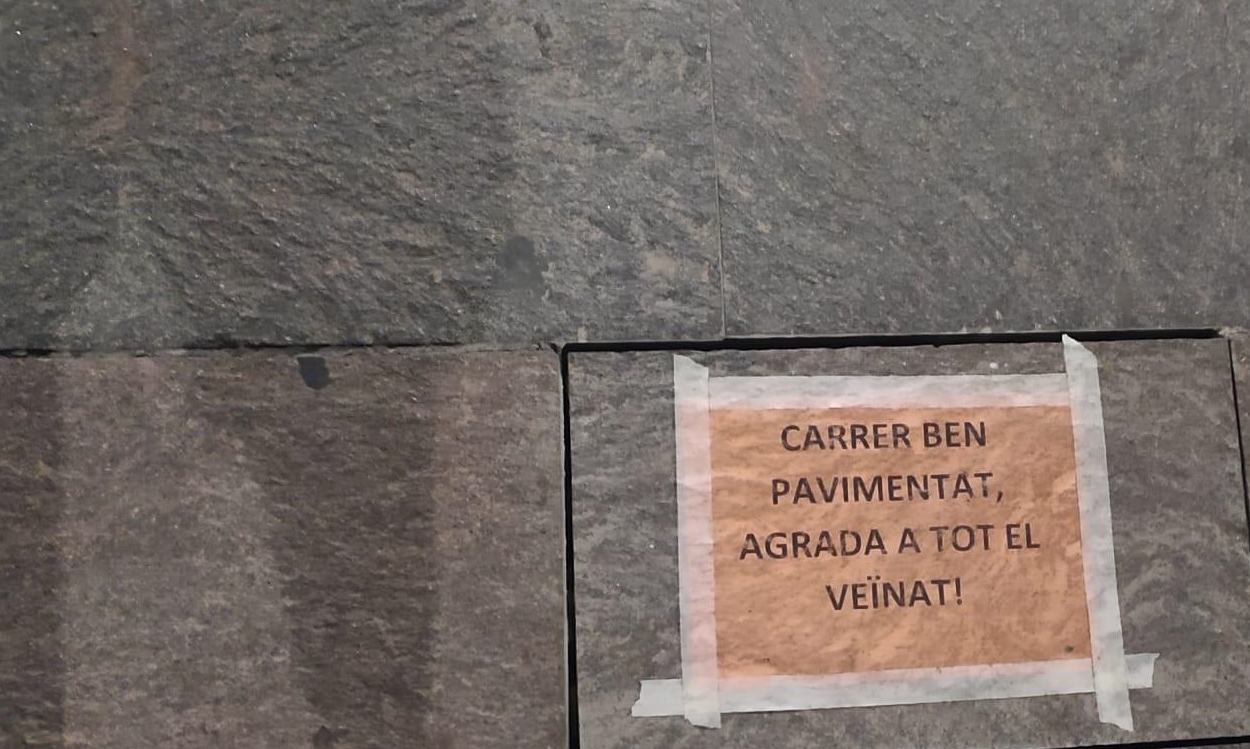 CARRER BEN
PAVIMENTAT,
AGRADA A TOT EL
VEÏNAT!